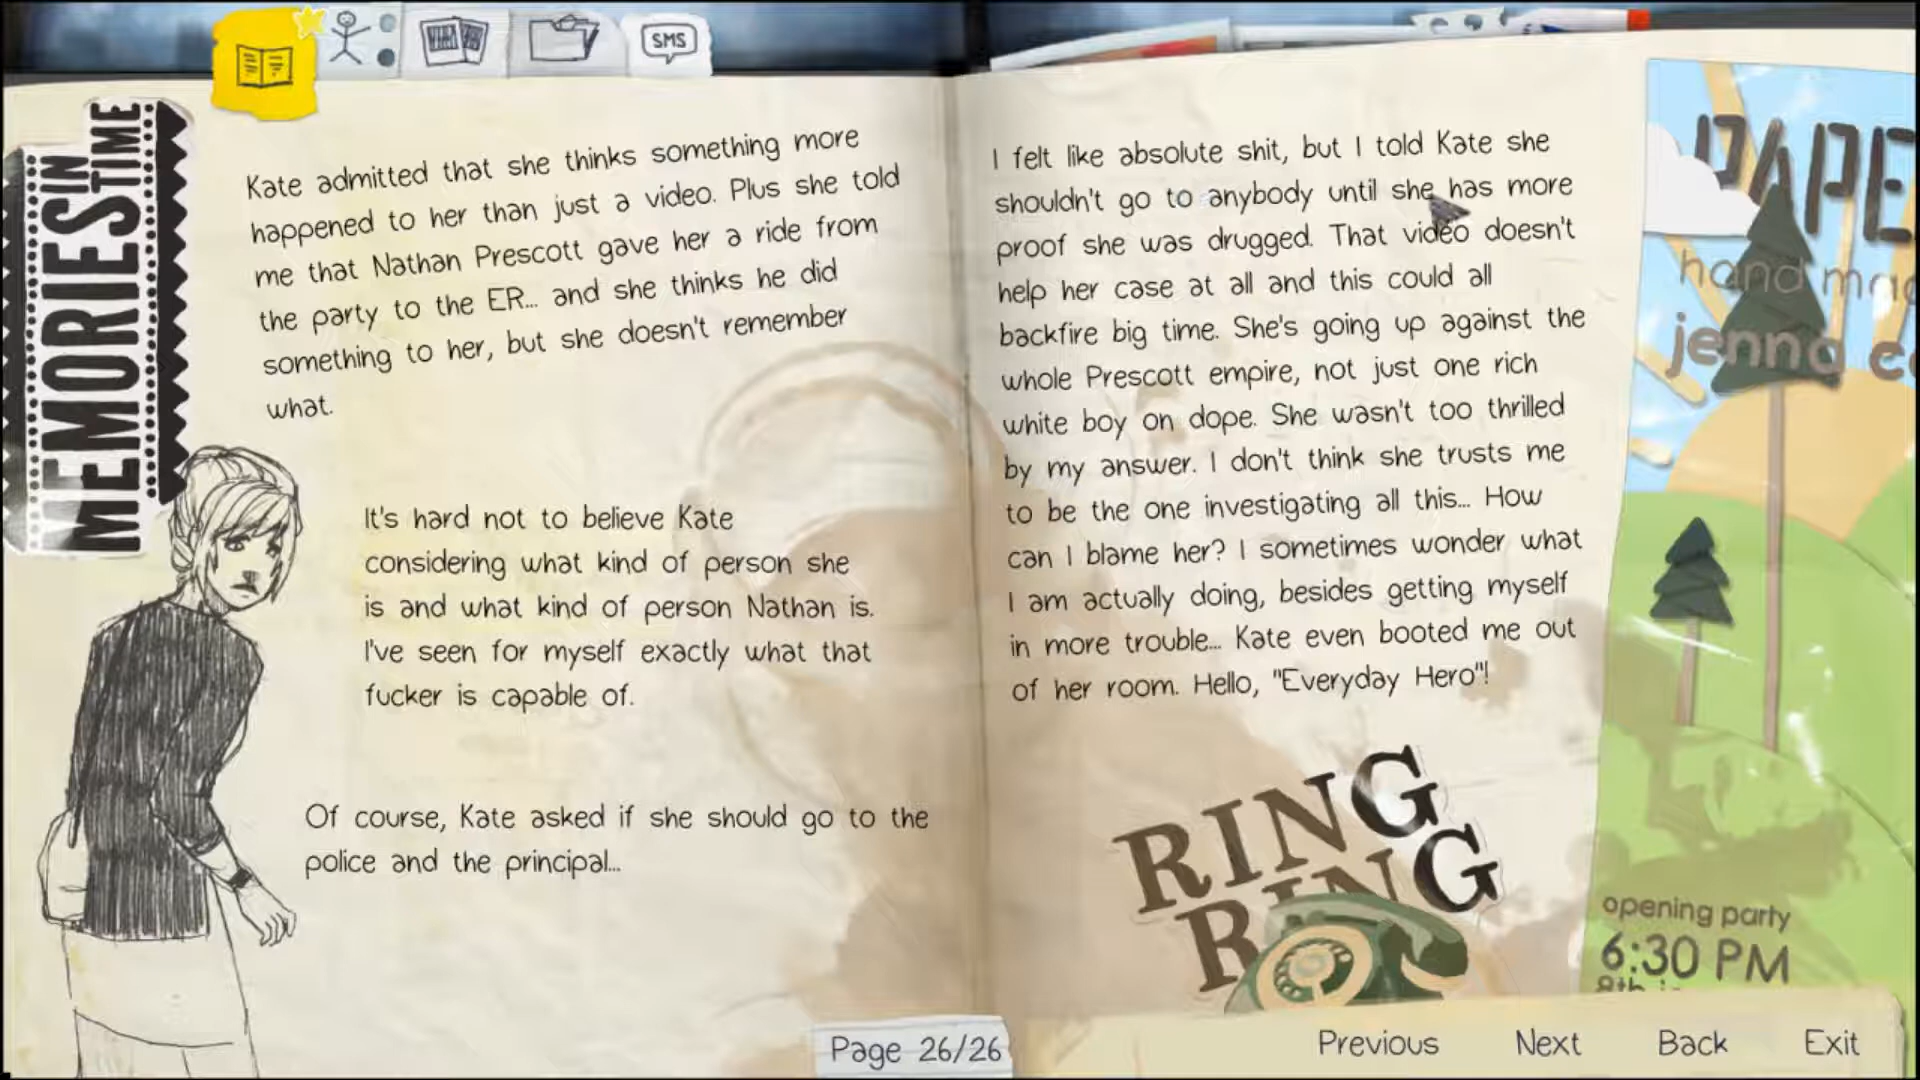 SMS
MEMORIES IN TIME
Kate admitted that she thinks something more
happened to her than just a video. Plus she told
me that Nathan Prescott gave her a ride from
the party to the ER... and she thinks he did
something to her, but she doesn't remember
what.
It's hard not to believe Kate
considering what kind of person she
is and what kind of person Nathan is.
I've seen for myself exactly what that
fucker is capable of.
Of course, Kate asked if she should go to the
police and the principal...
I felt like absolute shit, but I told Kate she
shouldn't go to anybody until she has more
proof she was drugged. That video doesn't
help her case at all and this could all
backfire big time. She's going up against the
whole Prescott empire, not just one rich
white boy on dope. She wasn't too thrilled
by my answer. I don't think she trusts me
to be the one investigating all this... How
can I blame her? I sometimes wonder what
I am actually doing, besides getting myself
in more trouble... Kate even booted me out
of her room. Hello, "Everyday Hero"!
RING
RING
PAPE
hand mad
jenna c
opening party
6:30 PM
8th
Page 26/26
Previous
Next
Back
Exit